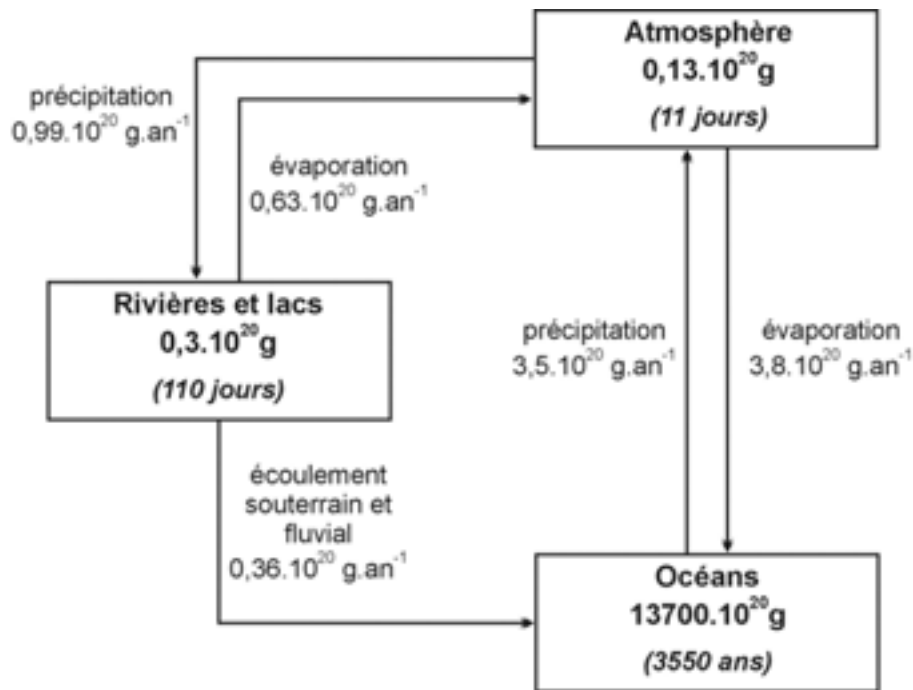 Atmosphère
0,13.10²⁰g
(11 jours)
précipitation
0,99.10²⁰ g.an⁻¹
évaporation
0,63.10²⁰ g.an⁻¹
Rivières et lacs
0,3.10²⁰g
(110 jours)
précipitation
3,5.10²⁰ g.an⁻¹
évaporation
3,8.10²⁰ g.an⁻¹
écoulement
souterrain et
fluvial
0,36.10²⁰ g.an⁻¹
Océans
13700.10²⁰g
(3550 ans)